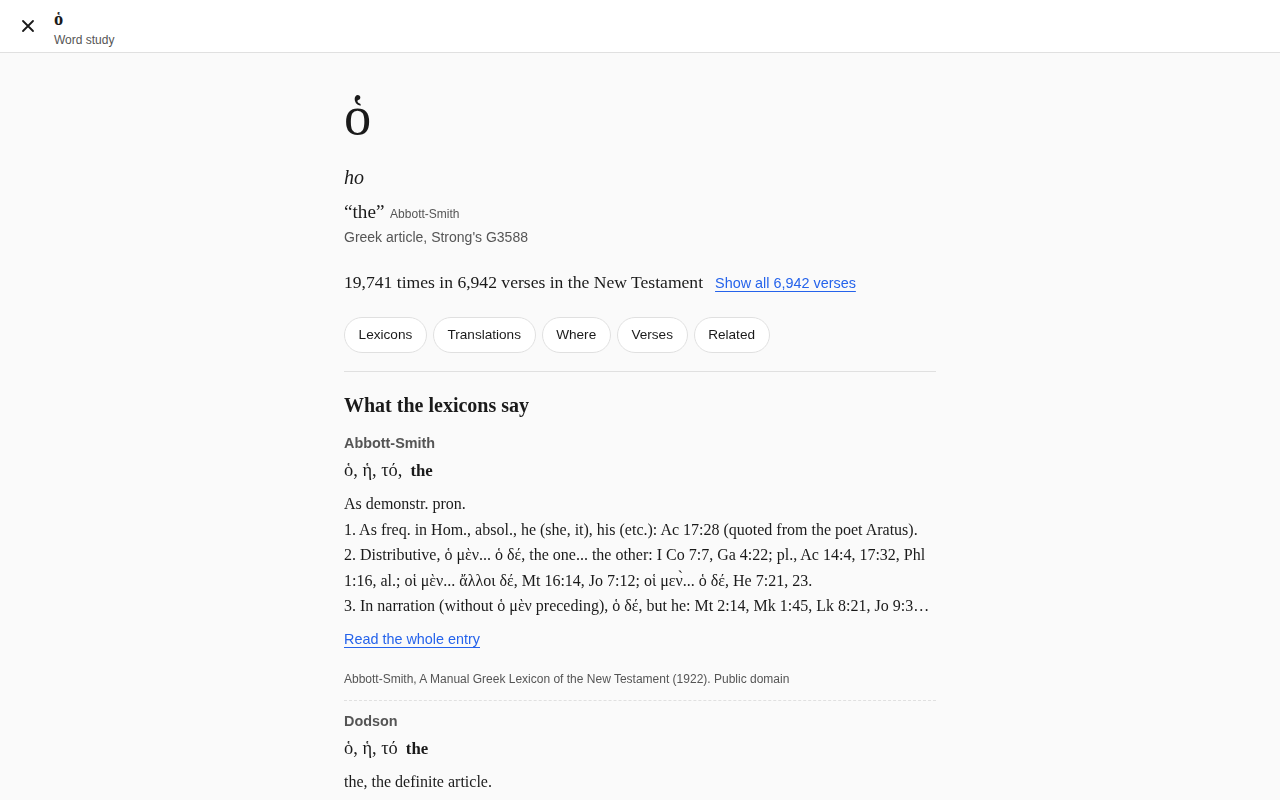 ὁ
Word study
ὁ
ho
“the” Abbott-Smith
Greek article, Strong's G3588
19,741 times in 6,942 verses in the New Testament Show all 6,942 verses
Lexicons Translations Where Verses Related
What the lexicons say
Abbott-Smith
ὁ, ἡ, τό, the
As demonstr. pron.
1. As freq. in Hom., absol., he (she, it), his (etc.): Ac 17:28 (quoted from the poet Aratus).
2. Distributive, ὁ μὲν... ὁ δέ, the one... the other: I Co 7:7, Ga 4:22; pl., Ac 14:4, 17:32, Phl
1:16, al.; οἱ μὲν... ἄλλοι δέ, Mt 16:14, Jo 7:12; οἱ μεν̀... ὁ δέ, He 7:21, 23.
3. In narration (without ὁ μὲν preceding), ὁ δέ, but he: Mt 2:14, Mk 1:45, Lk 8:21, Jo 9:3…
Read the whole entry
Abbott-Smith, A Manual Greek Lexicon of the New Testament (1922). Public domain
Dodson
ὁ, ἡ, τό the
the, the definite article.